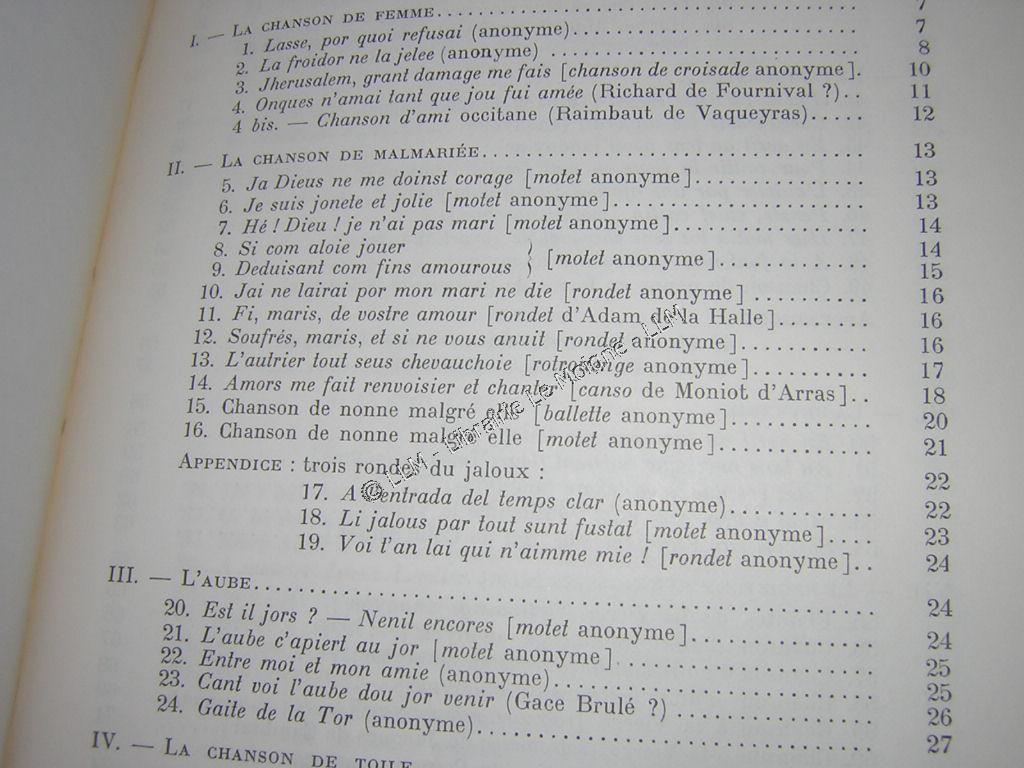 I. — LA CHANSON DE FEMME........ 7
1. Lasse, por quoi refusai (anonyme)........ 7
2. La froidor ne la jelee (anonyme) ........ 8
3. Jherusalem, grant damage me fais [chanson de croisade anonyme]. 10
4. Onques n'amai tant que jou fui amée (Richard de Fournival ?).. 11
4 bis. — Chanson d'ami occitane (Raimbaut de Vaqueyras)..... 12
II. — LA CHANSON DE MALMARIÉE........ 13
5. Ja Dieus ne me doinst corage [motet anonyme]........ 13
6. Je suis jonete et jolie [motet anonyme]........ 13
7. Hé ! Dieu ! je n'ai pas mari [motet anonyme]........ 14
8. Si com aloie jouer 14
9. Deduisant com fins amourous } [motet anonyme]........ 15
10. Jai ne lairai por mon mari ne die [rondet anonyme] ........ 16
11. Fi, maris, de vostre amour [rondet d'Adam de la Halle]........ 16
12. Soufrés, maris, et si ne vous anuit [rondet anonyme]........ 16
13. L'autrier tout seus chevauchoie [rotrouenge anonyme]........ 17
14. Amors me fait renvoisier et chanter [canso de Moniot d'Arras].. 18
15. Chanson de nonne malgré elle [ballette anonyme]........ 20
16. Chanson de nonne malgré elle [motet anonyme]........ 21
APPENDICE : trois rondes du jaloux : 22
17. A l'entrada del temps clar (anonyme)........ 22
18. Li jalous par tout sunt fustat [motet anonyme].... 23
19. Voi l'an lai qui n'aimme mie ! [rondet anonyme].. 24
III. — L'AUBE........ 24
20. Est il jors ? — Nenil encores [motet anonyme]........ 24
21. L'aube c'apiert au jor [motet anonyme]........ 25
22. Entre moi et mon amie (anonyme)........ 25
23. Cant voi l'aube dou jor venir (Gace Brulé ?) ........ 26
24. Gaite de la Tor (anonyme)........ 27
IV. — LA CHANSON DE TOILE
© LLM - Librairie Le Moigne - LLM